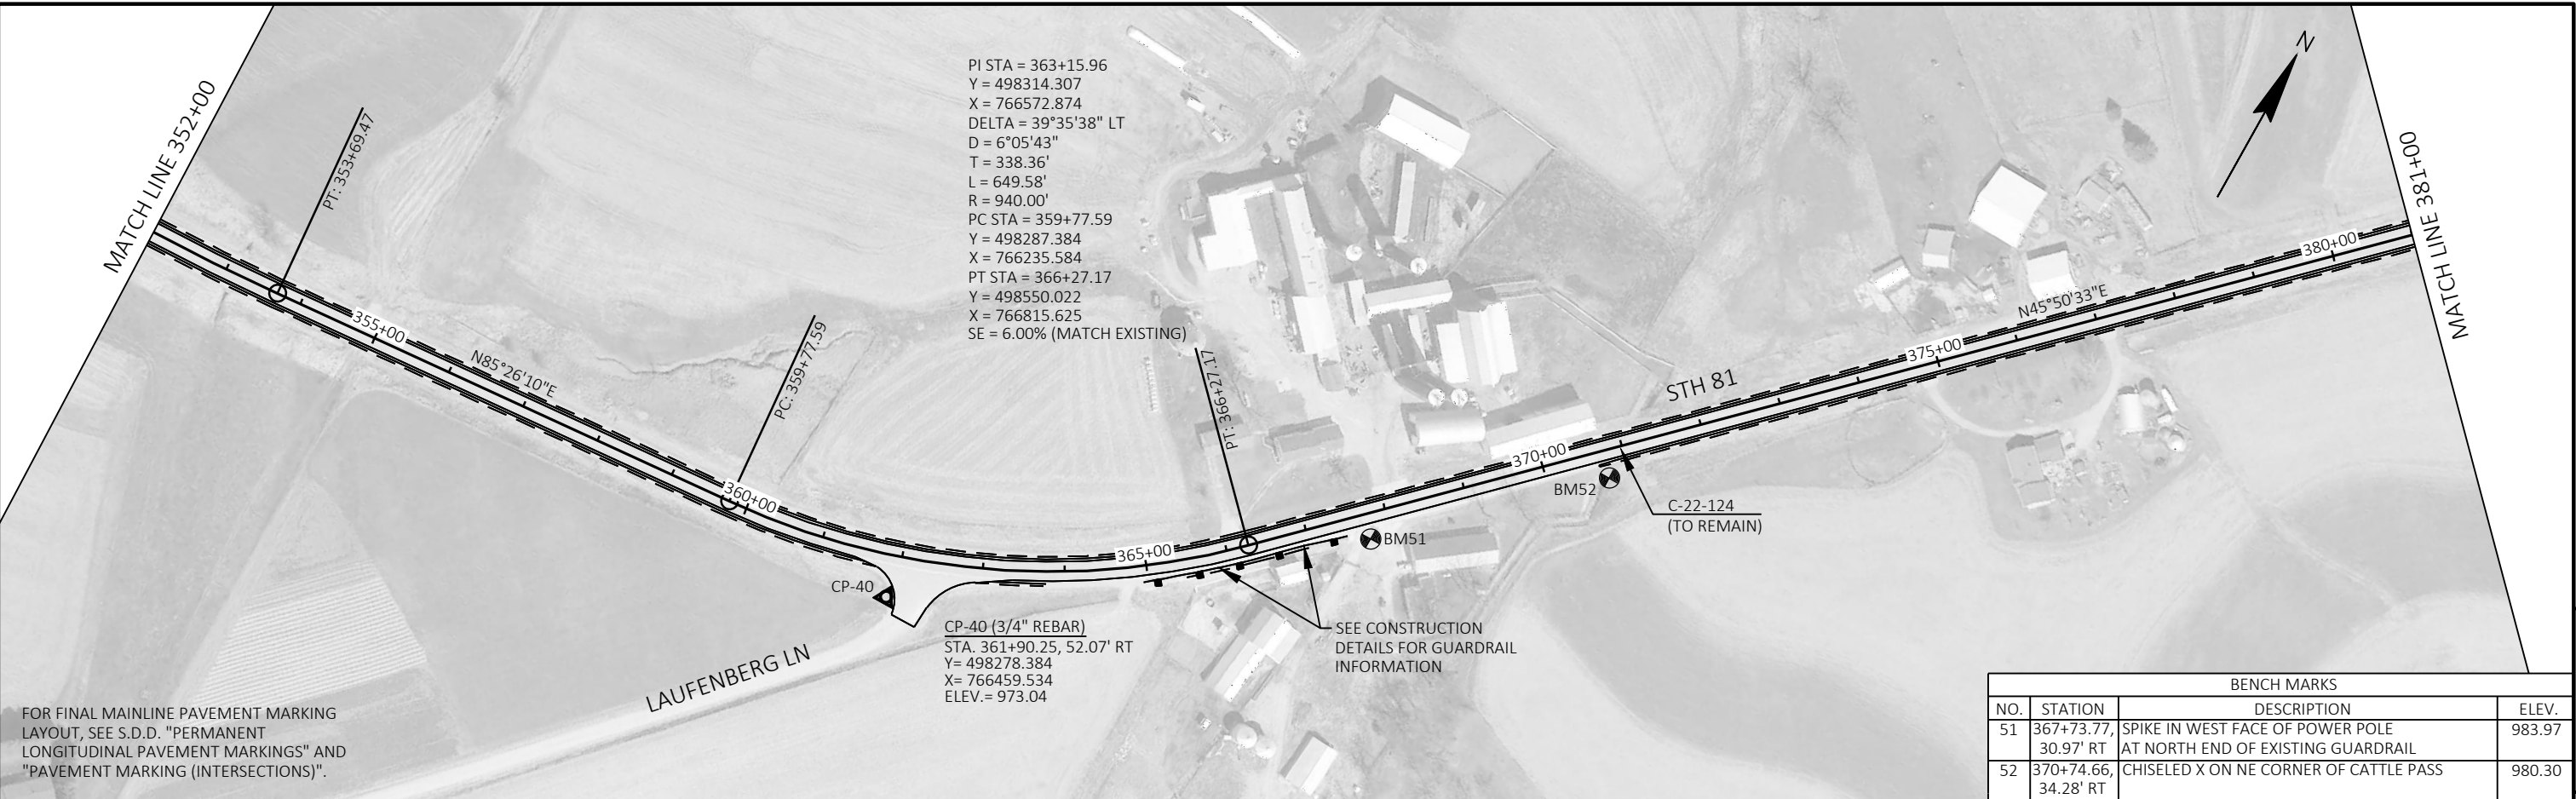 MATCH LINE 352+00
PT: 353+69.47
355+00
N85°26'10"E
PC: 359+77.59
360+00
PI STA = 363+15.96
Y = 498314.307
X = 766572.874
DELTA = 39°35'38" LT
D = 6°05'43"
T = 338.36'
L = 649.58'
R = 940.00'
PC STA = 359+77.59
Y = 498287.384
X = 766235.584
PT STA = 366+27.17
Y = 498550.022
X = 766815.625
SE = 6.00% (MATCH EXISTING)
PT: 366+27.17
365+00
370+00
STH 81
375+00
N45°50'33"E
380+00
MATCH LINE 381+00
N
BM52
BM51
C-22-124
(TO REMAIN)
CP-40
CP-40 (3/4" REBAR)
STA. 361+90.25, 52.07' RT
Y= 498278.384
X= 766459.534
ELEV.= 973.04
LAUFENBERG LN
SEE CONSTRUCTION
DETAILS FOR GUARDRAIL
INFORMATION
FOR FINAL MAINLINE PAVEMENT MARKING
LAYOUT, SEE S.D.D. "PERMANENT
LONGITUDINAL PAVEMENT MARKINGS" AND
"PAVEMENT MARKING (INTERSECTIONS)".
BENCH MARKS
NO. STATION DESCRIPTION ELEV.
51 367+73.77, SPIKE IN WEST FACE OF POWER POLE 983.97
30.97' RT AT NORTH END OF EXISTING GUARDRAIL
52 370+74.66, CHISELED X ON NE CORNER OF CATTLE PASS 980.30
34.28' RT